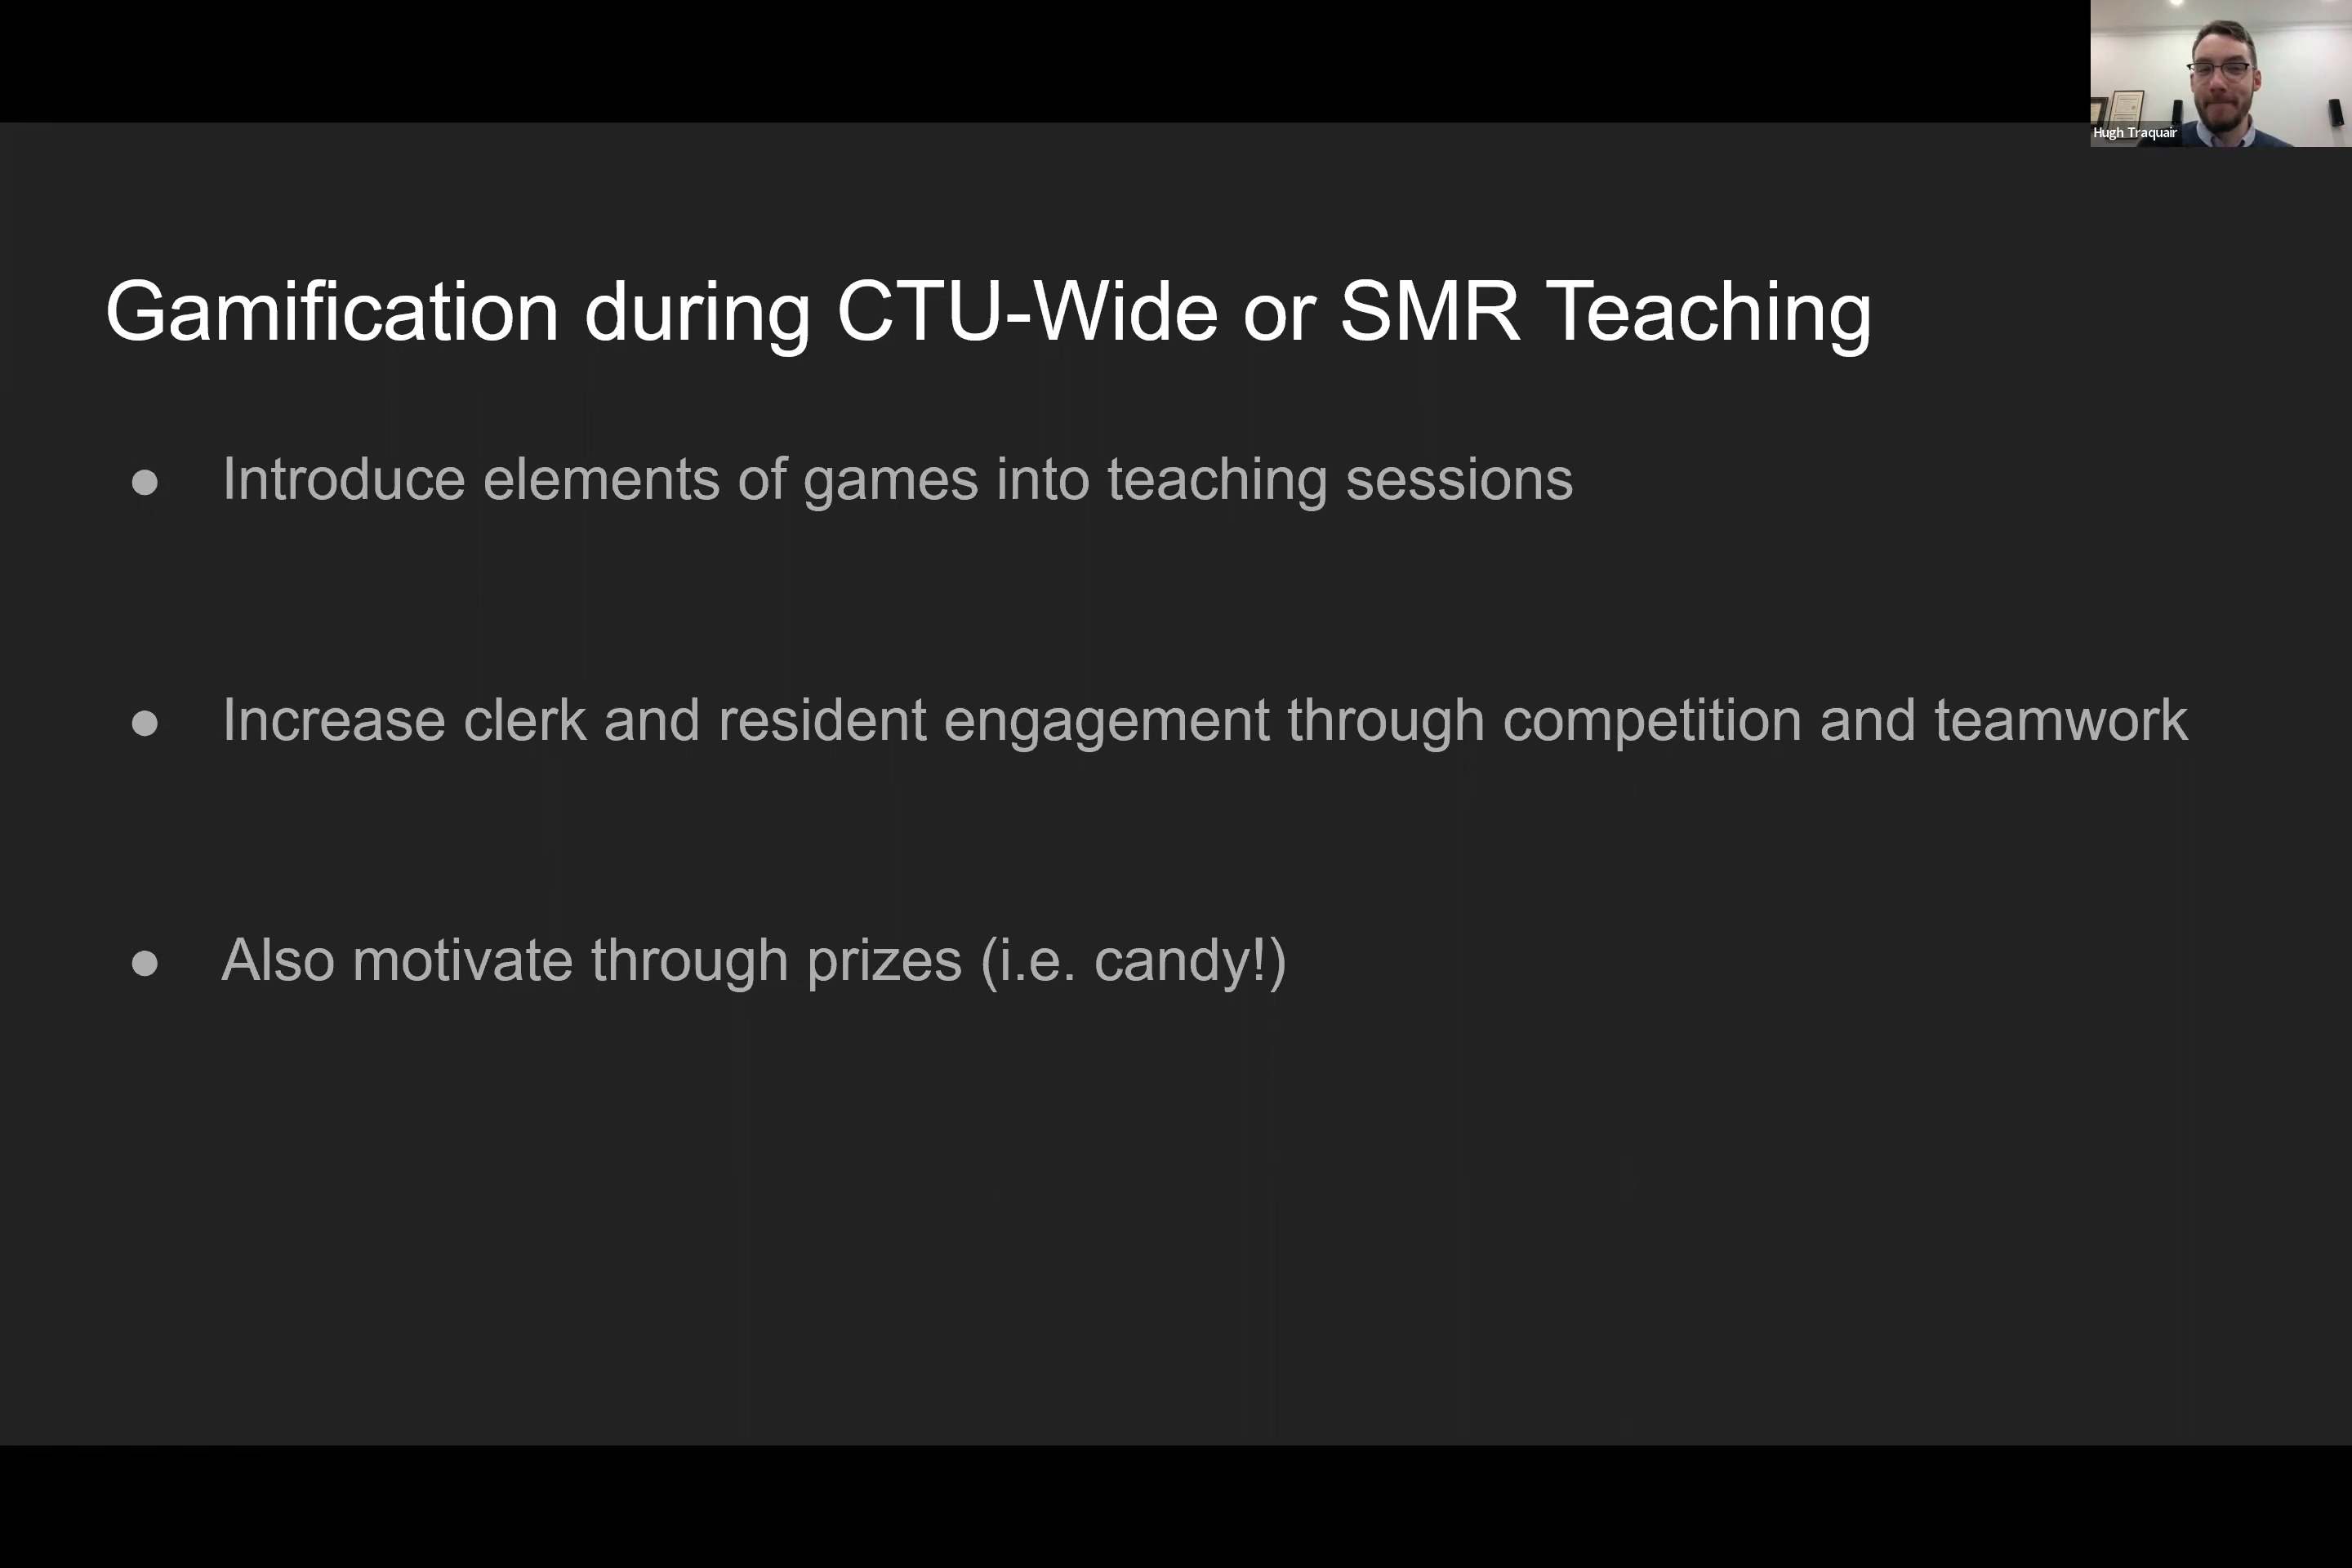 Hugh Traquair
Gamification during CTU-Wide or SMR Teaching
● Introduce elements of games into teaching sessions
● Increase clerk and resident engagement through competition and teamwork
● Also motivate through prizes (i.e. candy!)